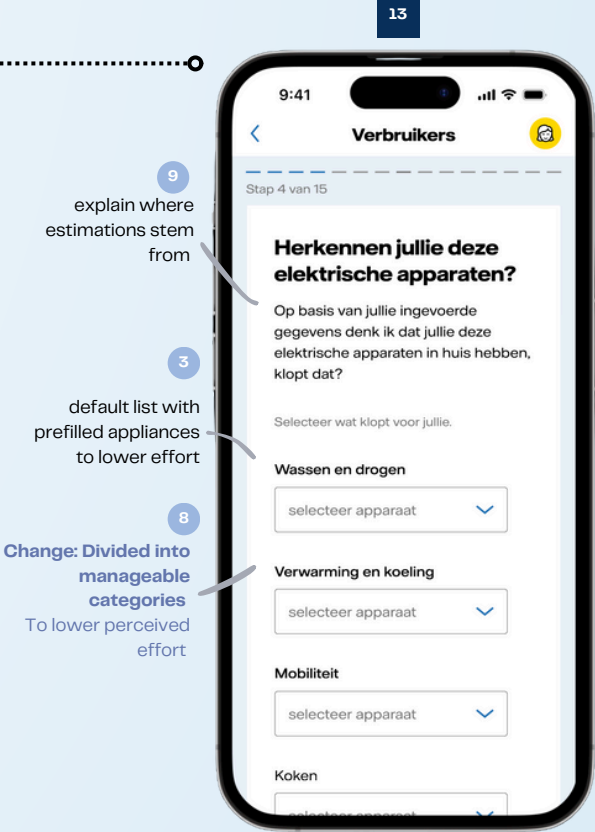 13
9:41
Verbruikers
Stap 4 van 15
9
explain where
estimations stem
from
Herkennen jullie deze
elektrische apparaten?
Op basis van jullie ingevoerde
gegevens denk ik dat jullie deze
elektrische apparaten in huis hebben,
klopt dat?
3
default list with
prefilled appliances
to lower effort
Selecteer wat klopt voor jullie.
Wassen en drogen
selecteer apparaat
8
Change: Divided into
manageable
categories
To lower perceived
effort
Verwarming en koeling
selecteer apparaat
Mobiliteit
selecteer apparaat
Koken
selecteer apparaat